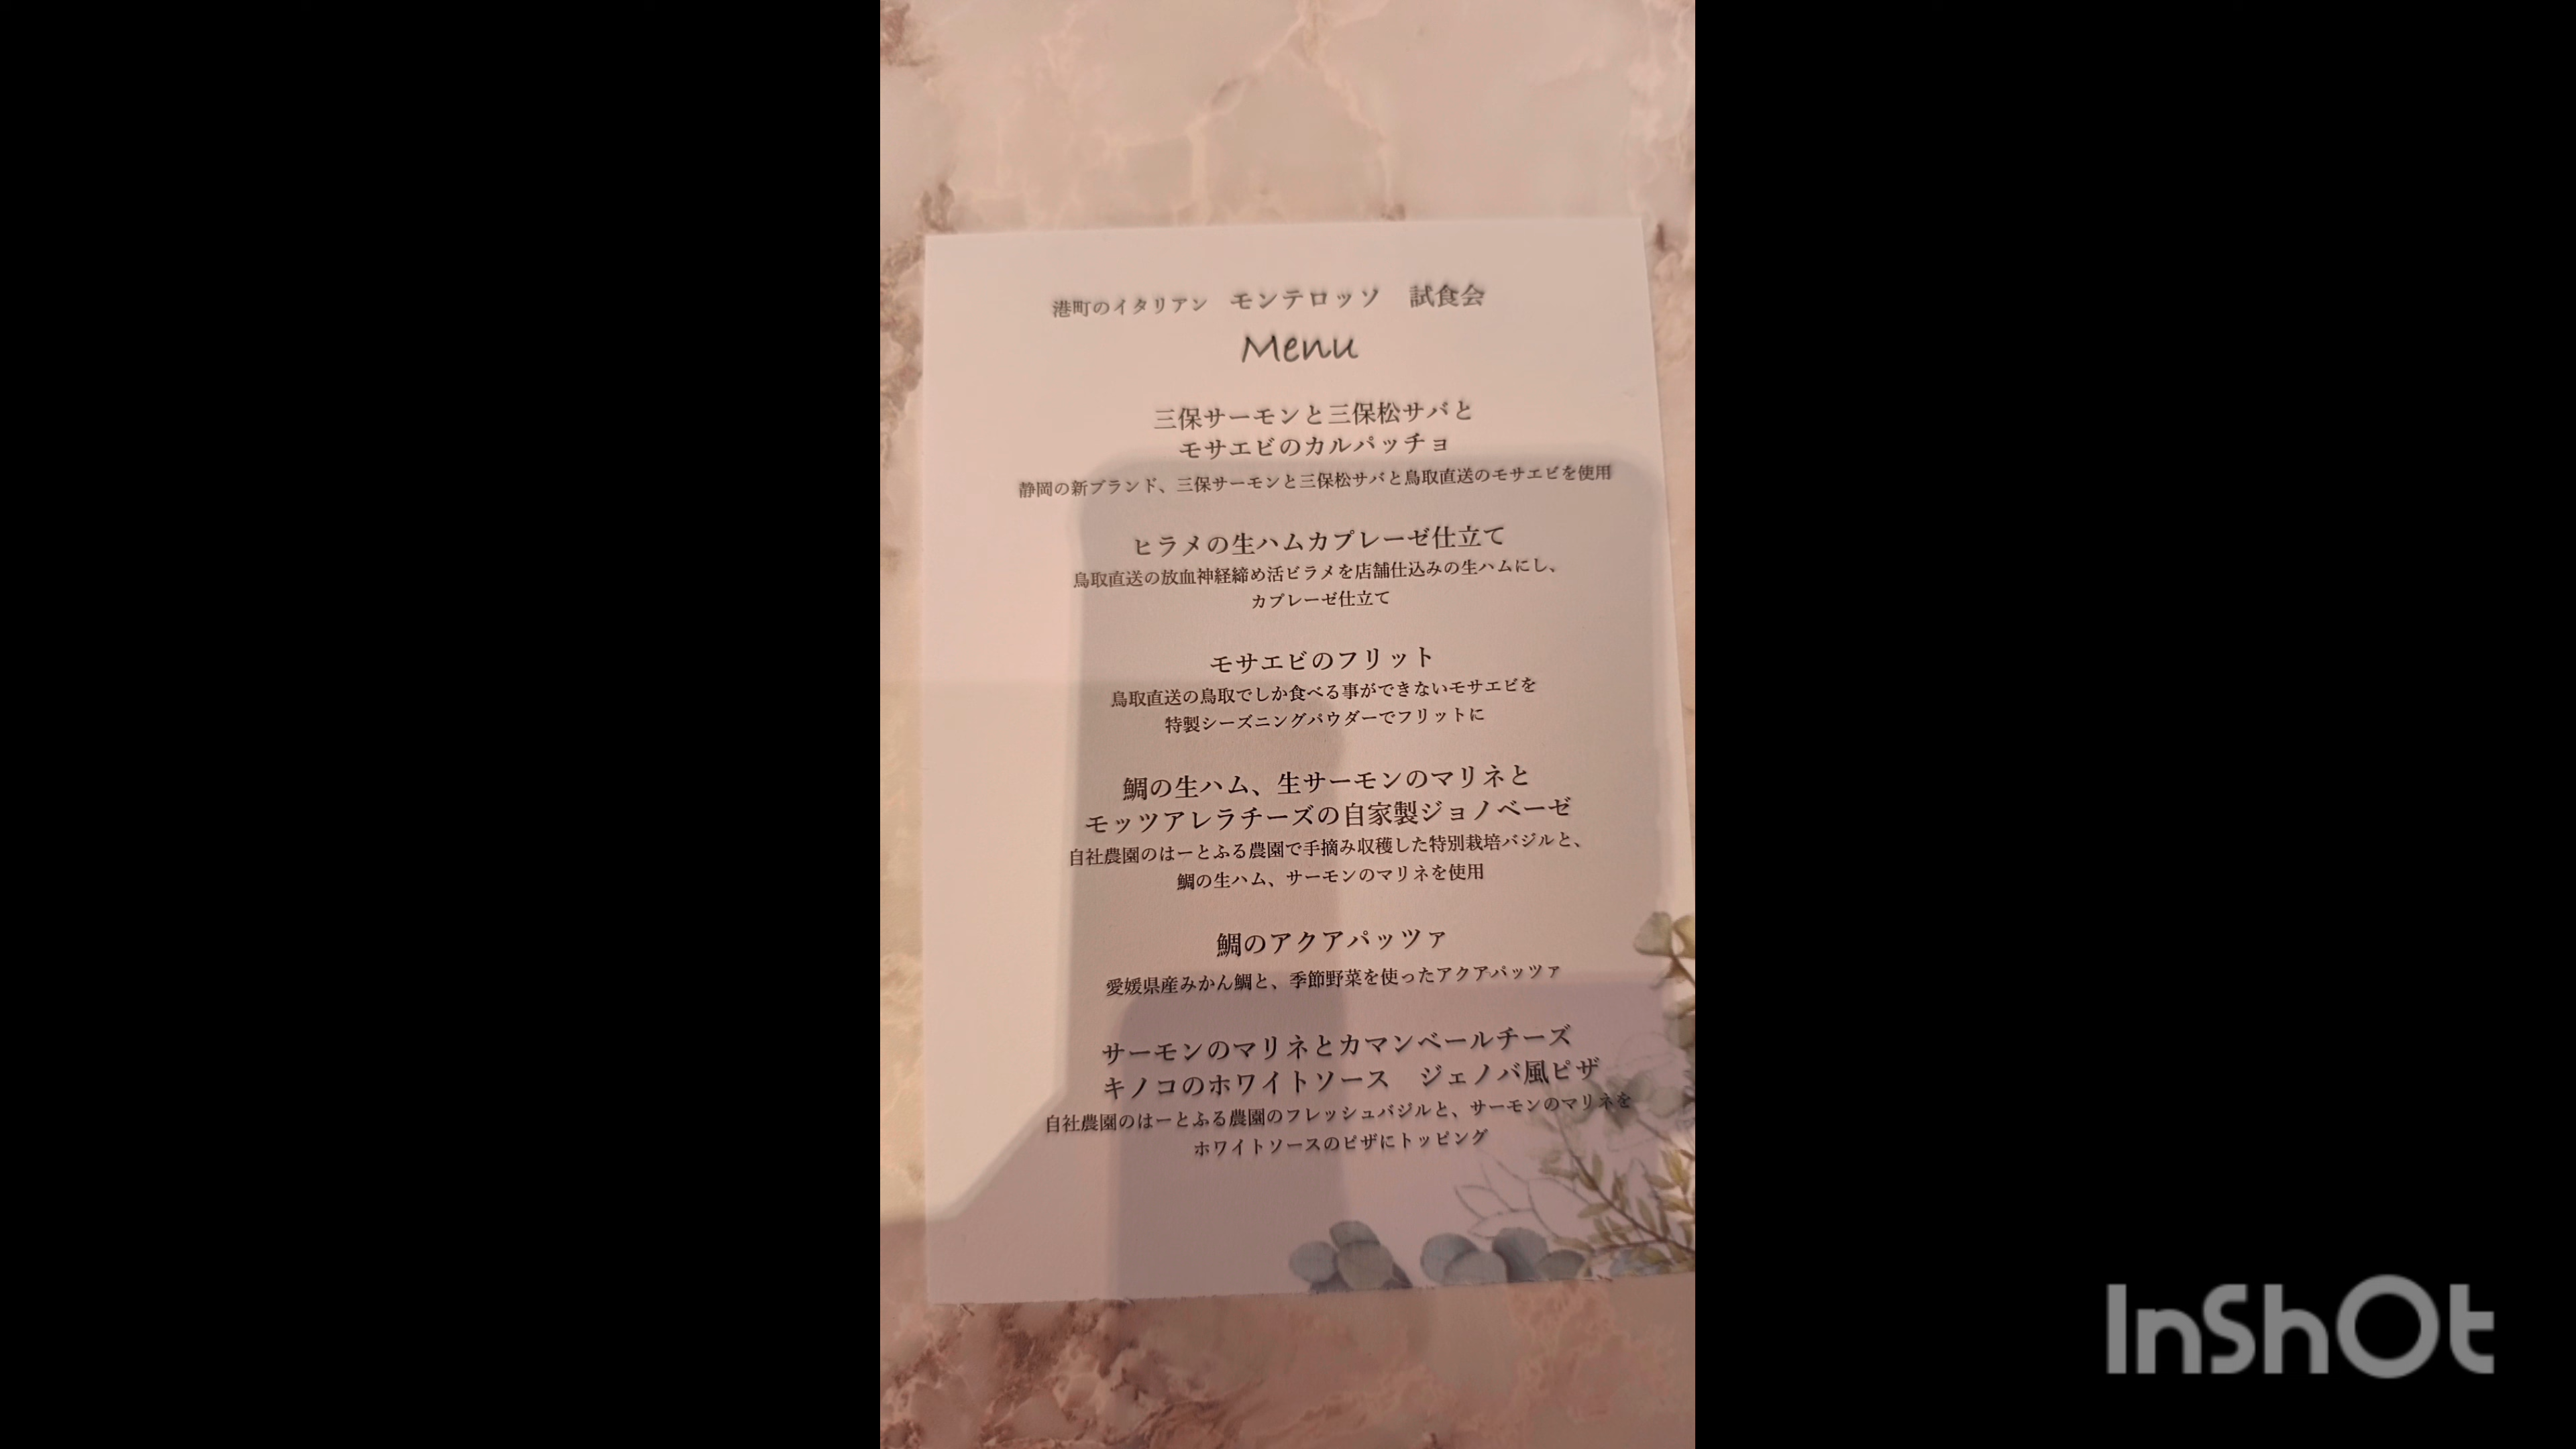 港町のイタリアン　モンテロッソ　試食会
Menu
三保サーモンと三保松サバと
モサエビのカルパッチョ
静岡の新ブランド、三保サーモンと三保松サバと鳥取直送のモサエビを使用
ヒラメの生ハムカプレーゼ仕立て
鳥取直送の放血神経締め活ビラメを店舗仕込みの生ハムにし、
カプレーゼ仕立て
モサエビのフリット
鳥取直送の鳥取でしか食べる事ができないモサエビを
特製シーズニングパウダーでフリットに
鯛の生ハム、生サーモンのマリネと
モッツアレラチーズの自家製ジョノベーゼ
自社農園のはーとふる農園で手摘み収穫した特別栽培バジルと、
鯛の生ハム、サーモンのマリネを使用
鯛のアクアパッツァ
愛媛県産みかん鯛と、季節野菜を使ったアクアパッツァ
サーモンのマリネとカマンベールチーズ
キノコのホワイトソース　ジェノバ風ピザ
自社農園のはーとふる農園のフレッシュバジルと、サーモンのマリネを
ホワイトソースのピザにトッピング
InShOt